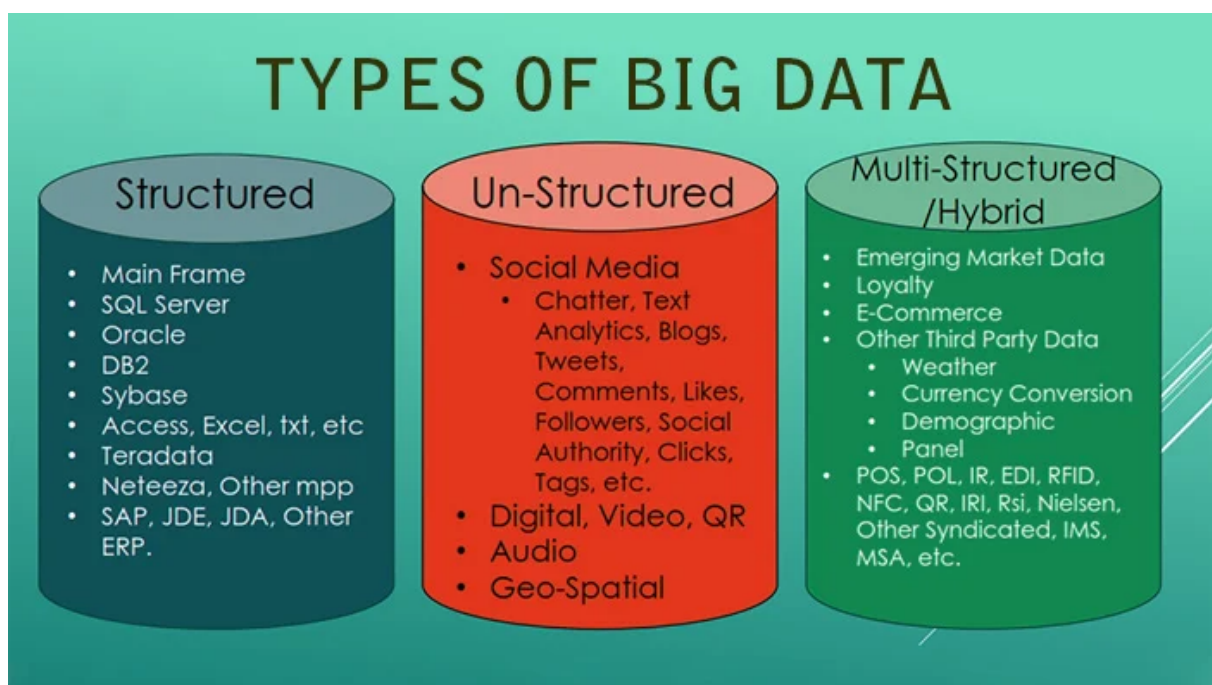 TYPES OF BIG DATA
Structured
• Main Frame
• SQL Server
• Oracle
• DB2
• Sybase
• Access, Excel, txt, etc
• Teradata
• Neteeza, Other mpp
• SAP, JDE, JDA, Other
ERP.
Un-Structured
• Social Media
• Chatter, Text
Analytics, Blogs,
Tweets,
Comments, Likes,
Followers, Social
Authority, Clicks,
Tags, etc.
• Digital, Video, QR
• Audio
• Geo-Spatial
Multi-Structured
/Hybrid
• Emerging Market Data
• Loyalty
• E-Commerce
• Other Third Party Data
• Weather
• Currency Conversion
• Demographic
• Panel
• POS, POL, IR, EDI, RFID,
NFC, QR, IRI, Rsi, Nielsen,
Other Syndicated, IMS,
MSA, etc.